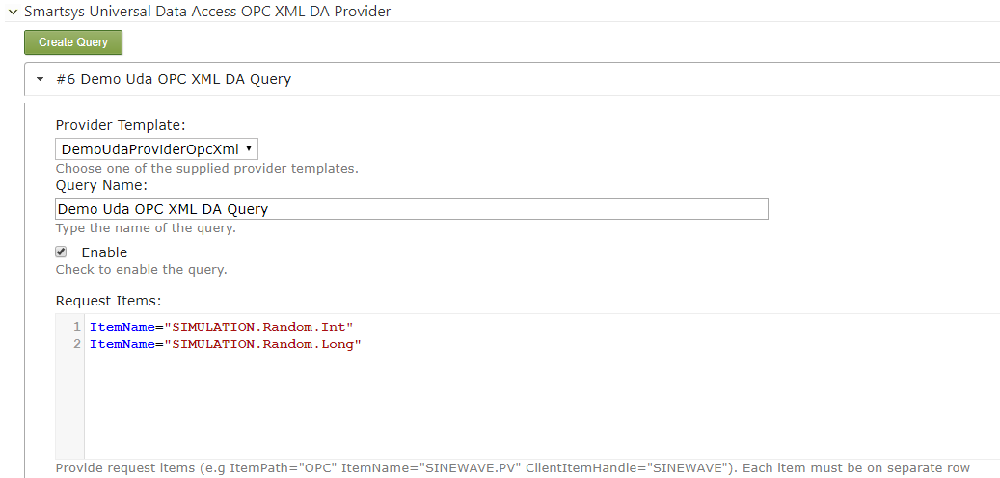 Smartsys Universal Data Access OPC XML DA Provider
Create Query
#6 Demo Uda OPC XML DA Query
Provider Template:
DemoUdaProviderOpcXml
Choose one of the supplied provider templates.
Query Name:
Demo Uda OPC XML DA Query
Type the name of the query.
Enable
Check to enable the query.
Request Items:
1 ItemName="SIMULATION.Random.Int"
2 ItemName="SIMULATION.Random.Long"
Provide request items (e.g ItemPath="OPC" ItemName="SINEWAVE.PV" ClientItemHandle="SINEWAVE"). Each item must be on separate row